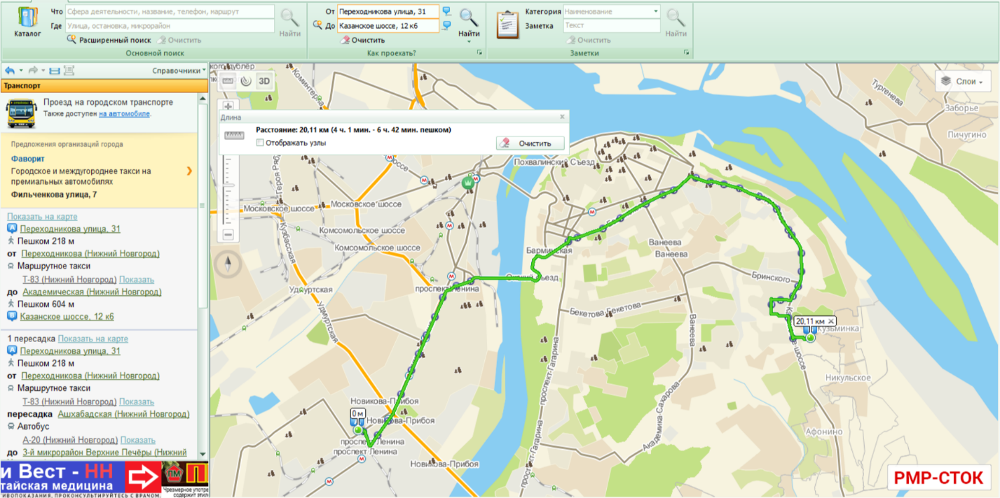 Каталог
Что Сфера деятельности, название, телефон, маршрут
Где Улица, остановка, микрорайон
Найти
Расширенный поиск Очистить
Основной поиск
От Переходникова улица, 31
До Казанское шоссе, 12 к6
Найти
Очистить
Как проехать?
Категория Наименование
Заметка Текст
Найти
Очистить
Заметки
Справочники
Транспорт
Проезд на городском транспорте
Также доступен на автомобиле.
Предложения организаций города
Фаворит
Городское и междугороднее такси на
премиальных автомобилях
Фильченкова улица, 7
Показать на карте
A Переходникова улица, 31
Пешком 218 м
от Переходникова (Нижний Новгород)
Маршрутное такси
Т-83 (Нижний Новгород) Показать
до Академическая (Нижний Новгород)
Пешком 604 м
B Казанское шоссе, 12 к6
1 пересадка Показать на карте
A Переходникова улица, 31
Пешком 218 м
от Переходникова (Нижний Новгород)
Маршрутное такси
Т-83 (Нижний Новгород) Показать
пересадка Ашхабадская (Нижний Новгород)
Автобус
А-20 (Нижний Новгород) Показать
до 3-й микрорайон Верхние Печёры (Нижний
и Вест - НН
тайская медицина
ИВОПОКАЗАНИЯ. ПРОКОНСУЛЬТИРУЙТЕСЬ С ВРАЧОМ.
ПМ
Чрезмерное употре
содержит этил
3D
Слои
Длина
Расстояние: 20,11 км (4 ч. 1 мин. - 6 ч. 42 мин. пешком)
Отображать узлы
Очистить
Коминтерна
Тургенева
Заборье
Пичугино
Похвалинский Съезд
Московское шоссе
Московское шоссе
Комсомольское шоссе
Комсомольское шоссе
Кузбасская
Удмуртская
Удмуртская
проспект Ленина
Окский Съезд
Барминская
Ванеева
Ванеева
Бринского
Бекетова Бекетова
Ванеева
проспект Гагарина
проспект Гагарина
Академика Сахарова
20,11 км
Кузьминка
Никульское
Афонино
Новикова-Прибоя
0 м
Новикова-Прибоя
проспект Ленина
проспект Ленина
Новикова-Прибоя
РМР-СТОК